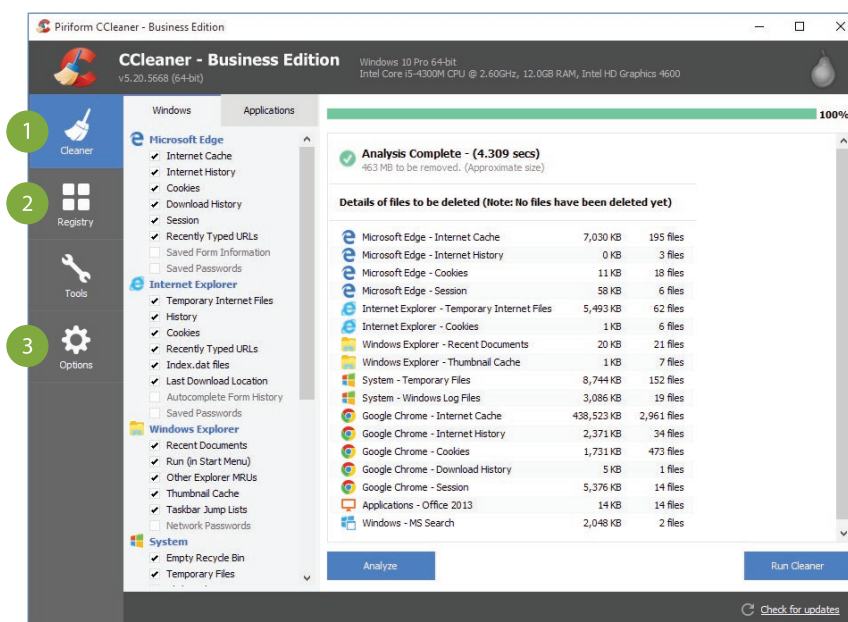 Piriform CCleaner - Business Edition
CCleaner - Business Edition
v5.20.5668 (64-bit)
Windows 10 Pro 64-bit
Intel Core i5-4300M CPU @ 2.60GHz, 12.0GB RAM, Intel HD Graphics 4600
1
Cleaner
2
Registry
Tools
3
Options
Windows Applications
Microsoft Edge
Internet Cache
Internet History
Cookies
Download History
Session
Recently Typed URLs
Saved Form Information
Saved Passwords
Internet Explorer
Temporary Internet Files
History
Cookies
Recently Typed URLs
Index.dat files
Last Download Location
Autocomplete Form History
Saved Passwords
Windows Explorer
Recent Documents
Run (in Start Menu)
Other Explorer MRUs
Thumbnail Cache
Taskbar Jump Lists
Network Passwords
System
Empty Recycle Bin
Temporary Files
100%
Analysis Complete - (4.309 secs)
463 MB to be removed. (Approximate size)
Details of files to be deleted (Note: No files have been deleted yet)
Microsoft Edge - Internet Cache 7,030 KB 195 files
Microsoft Edge - Internet History 0 KB 3 files
Microsoft Edge - Cookies 11 KB 18 files
Microsoft Edge - Session 58 KB 6 files
Internet Explorer - Temporary Internet Files 5,493 KB 62 files
Internet Explorer - Cookies 1 KB 6 files
Windows Explorer - Recent Documents 20 KB 21 files
Windows Explorer - Thumbnail Cache 1 KB 7 files
System - Temporary Files 8,744 KB 152 files
System - Windows Log Files 3,086 KB 19 files
Google Chrome - Internet Cache 438,523 KB 2,961 files
Google Chrome - Internet History 2,371 KB 34 files
Google Chrome - Cookies 1,731 KB 473 files
Google Chrome - Download History 5 KB 1 files
Google Chrome - Session 5,376 KB 14 files
Applications - Office 2013 14 KB 14 files
Windows - MS Search 2,048 KB 2 files
Analyze
Run Cleaner
Check for updates